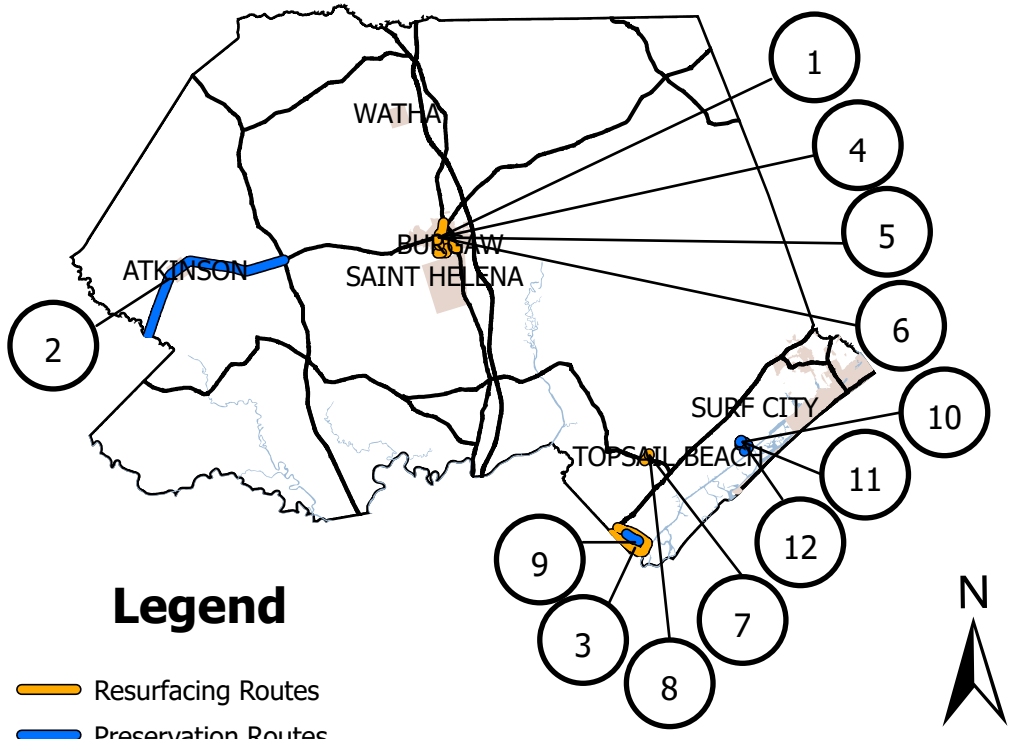 1
WATHA
4
5
BURGAW
ATKINSON
SAINT HELENA
6
2
SURF CITY
10
TOPSAIL BEACH
11
12
9
N
Legend
7
3
8
Resurfacing Routes
Preservation Routes